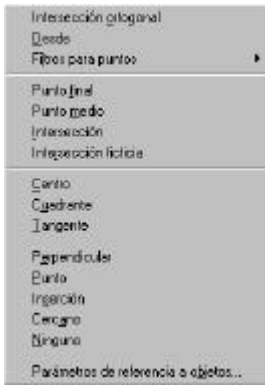 Intersección ortogonal
Desde
Filtros para puntos
Punto final
Punto medio
Intersección
Intersección ficticia
Centro
Cuadrante
Tangente
Perpendicular
Punto
Inserción
Cercano
Ninguno
Parámetros de referencia a objetos...